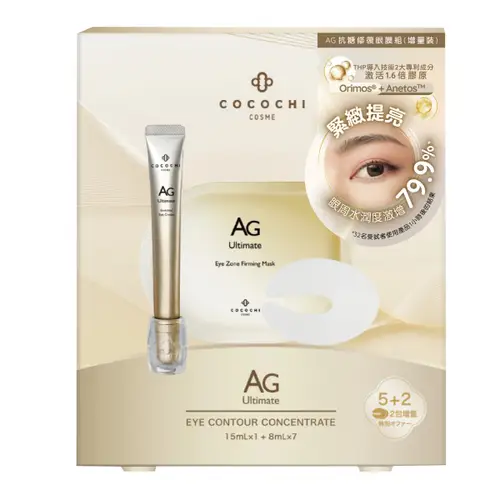 AG抗糖修護眼膜組(增量裝)
COCOCHI
COSME
THP導入技術2大專利成分
激活1.6倍膠原
Orimos® + Anetos™
緊緻提亮
眼周水潤度激增
79.9%*
COCOCHI
COSME
AG
Ultimate
AG
Ultimate
Eye Zone Firming Mask
COCOCHI
COSME
AG
Ultimate
EYE CONTOUR CONCENTRATE
15mL×1 + 8mL×7
5+2
2包增量